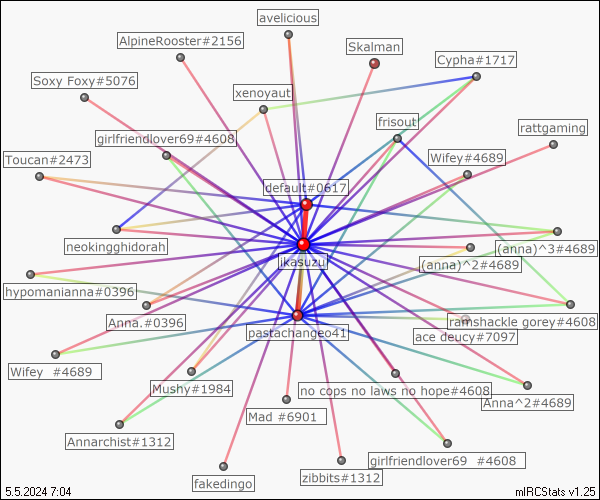 avelicious
AlpineRooster#2156
Skalman
Cypha#1717
Soxy Foxy#5076
xenoyaut
frisout
rattgaming
girlfriendlover69#4608
Toucan#2473
Wifey#4689
default#0617
neokingghidorah
(anna)^3#4689
jkasuzu
(anna)^2#4689
hypomanianna#0396
Anna.#0396
ramshackle gorey#4608
pastachangeo41
ace deucy#7097
Wifey  #4689
Mushy#1984
no cops no laws no hope#4608
Anna^2#4689
Mad #6901
Annarchist#1312
girlfriendlover69  #4608
zibbits#1312
fakedingo
5.5.2024 7:04
mIRCStats v1.25